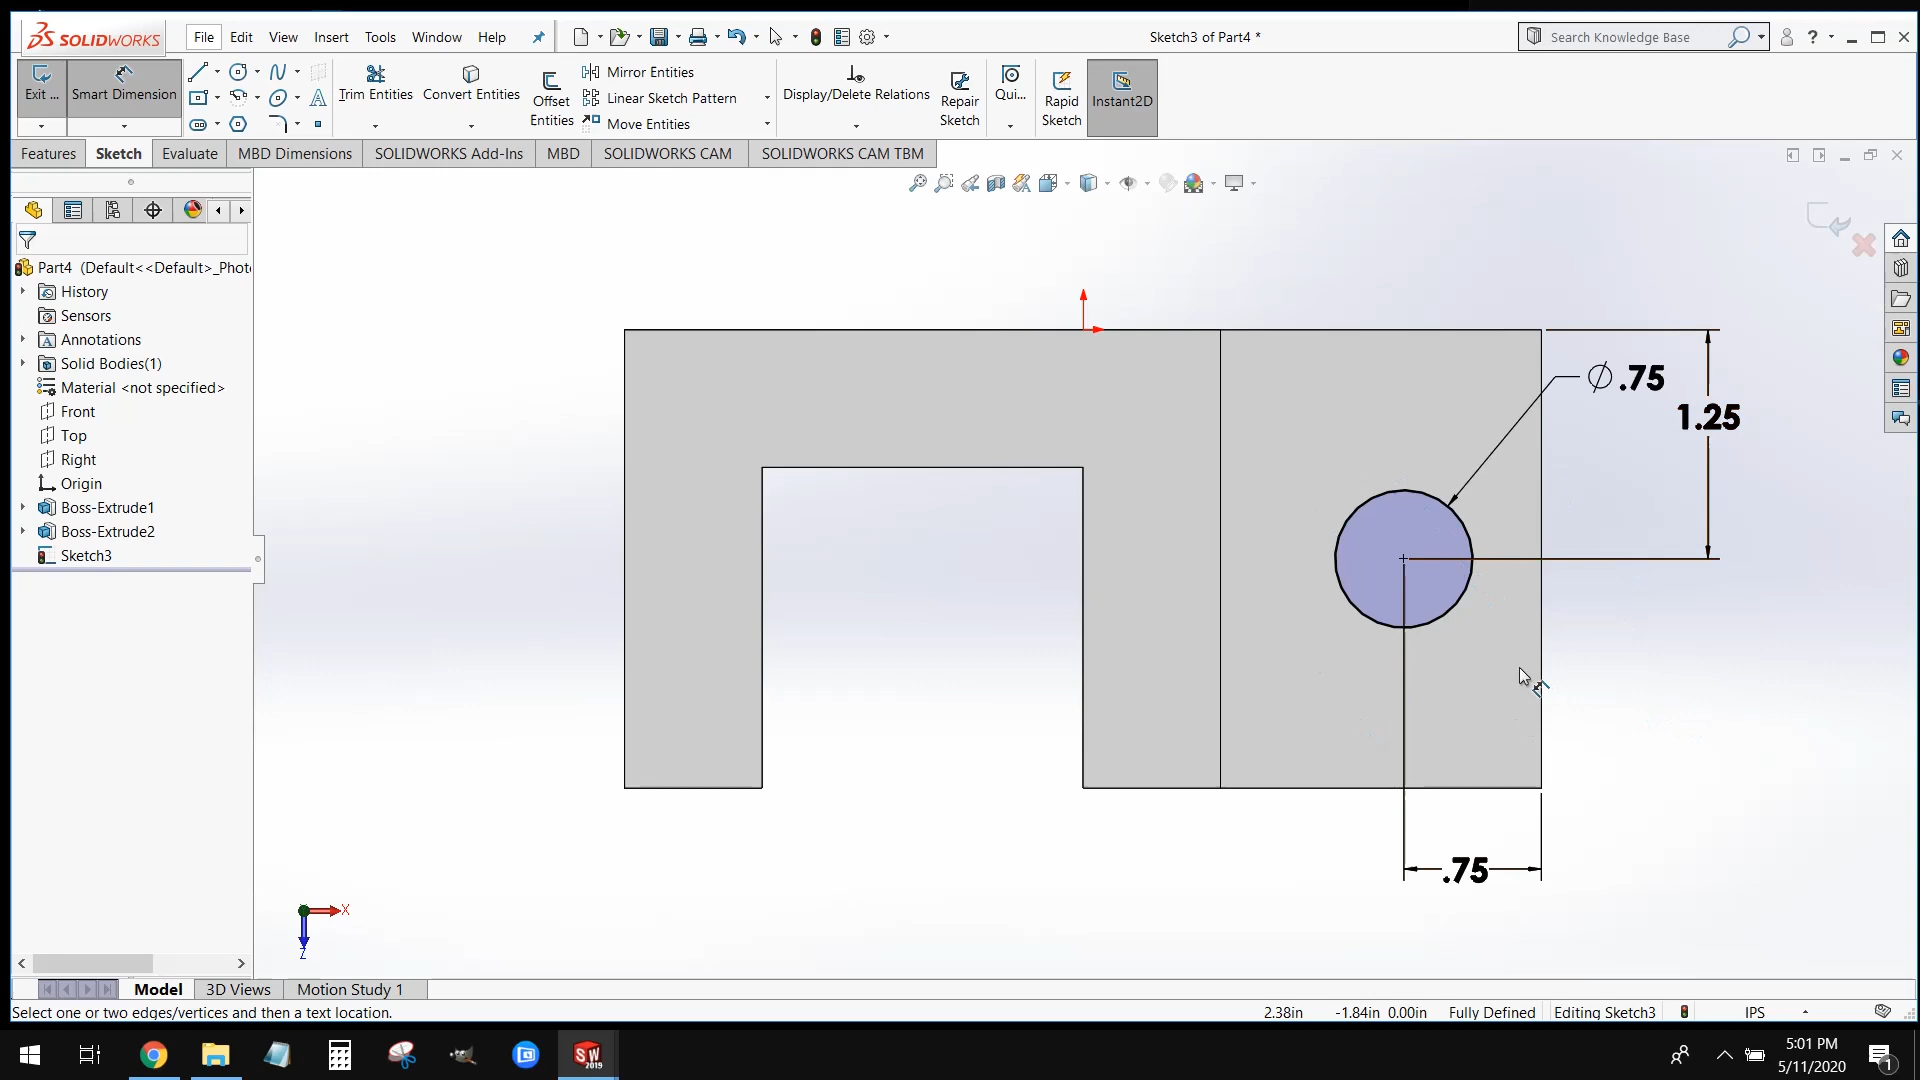 SOLIDWORKS
File Edit View Insert Tools Window Help
Sketch3 of Part4 *
Search Knowledge Base
?
Exit ...
Smart Dimension
Trim Entities
Convert Entities
Offset
Entities
Mirror Entities
Linear Sketch Pattern
Move Entities
Display/Delete Relations
Repair
Sketch
Qui...
Rapid
Sketch
Instant2D
Features
Sketch
Evaluate
MBD Dimensions
SOLIDWORKS Add-Ins
MBD
SOLIDWORKS CAM
SOLIDWORKS CAM TBM
Part4 (Default<<Default>_Phot
History
Sensors
Annotations
Solid Bodies(1)
Material <not specified>
Front
Top
Right
Origin
Boss-Extrude1
Boss-Extrude2
Sketch3
∅.75
1.25
.75
X
Z
Model
3D Views
Motion Study 1
Select one or two edges/vertices and then a text location.
2.38in
-1.84in
0.00in
Fully Defined
Editing Sketch3
IPS
SW
2019
5:01 PM
5/11/2020
1